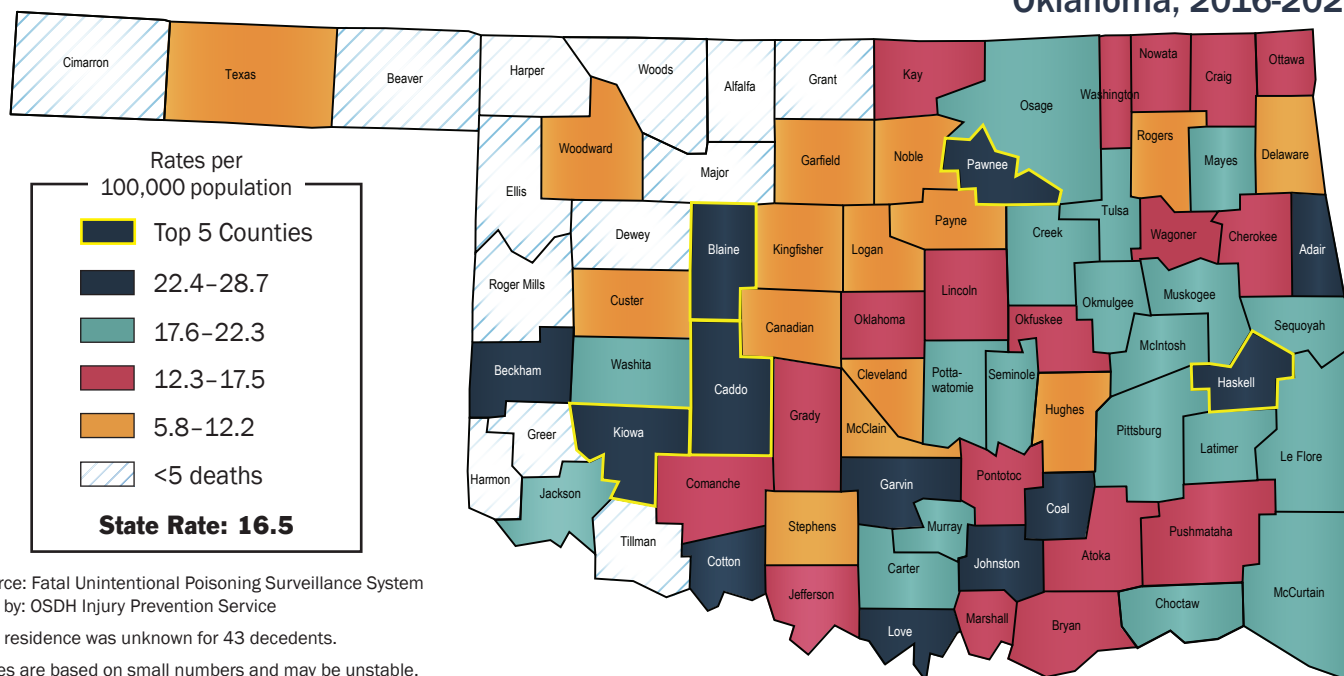 Oklahoma, 2016-202
Cimarron
Texas
Beaver
Harper
Woods
Alfalfa
Grant
Kay
Osage
Washington
Nowata
Craig
Ottawa
Woodward
Ellis
Major
Garfield
Noble
Pawnee
Rogers
Mayes
Delaware
Dewey
Blaine
Kingfisher
Logan
Payne
Creek
Tulsa
Wagoner
Cherokee
Adair
Roger Mills
Custer
Canadian
Oklahoma
Lincoln
Okfuskee
Okmulgee
Muskogee
Sequoyah
McIntosh
Beckham
Washita
Caddo
Grady
Cleveland
McClain
Potta-
watomie
Seminole
Hughes
Pittsburg
Haskell
Latimer
Le Flore
Greer
Kiowa
Harmon
Jackson
Comanche
Tillman
Cotton
Stephens
Jefferson
Garvin
Murray
Carter
Love
Pontotoc
Coal
Johnston
Marshall
Atoka
Bryan
Pushmataha
Choctaw
McCurtain
Rates per
100,000 population
Top 5 Counties
22.4–28.7
17.6–22.3
12.3–17.5
5.8–12.2
<5 deaths
State Rate: 16.5
rce: Fatal Unintentional Poisoning Surveillance System
by: OSDH Injury Prevention Service
residence was unknown for 43 decedents.
es are based on small numbers and may be unstable.